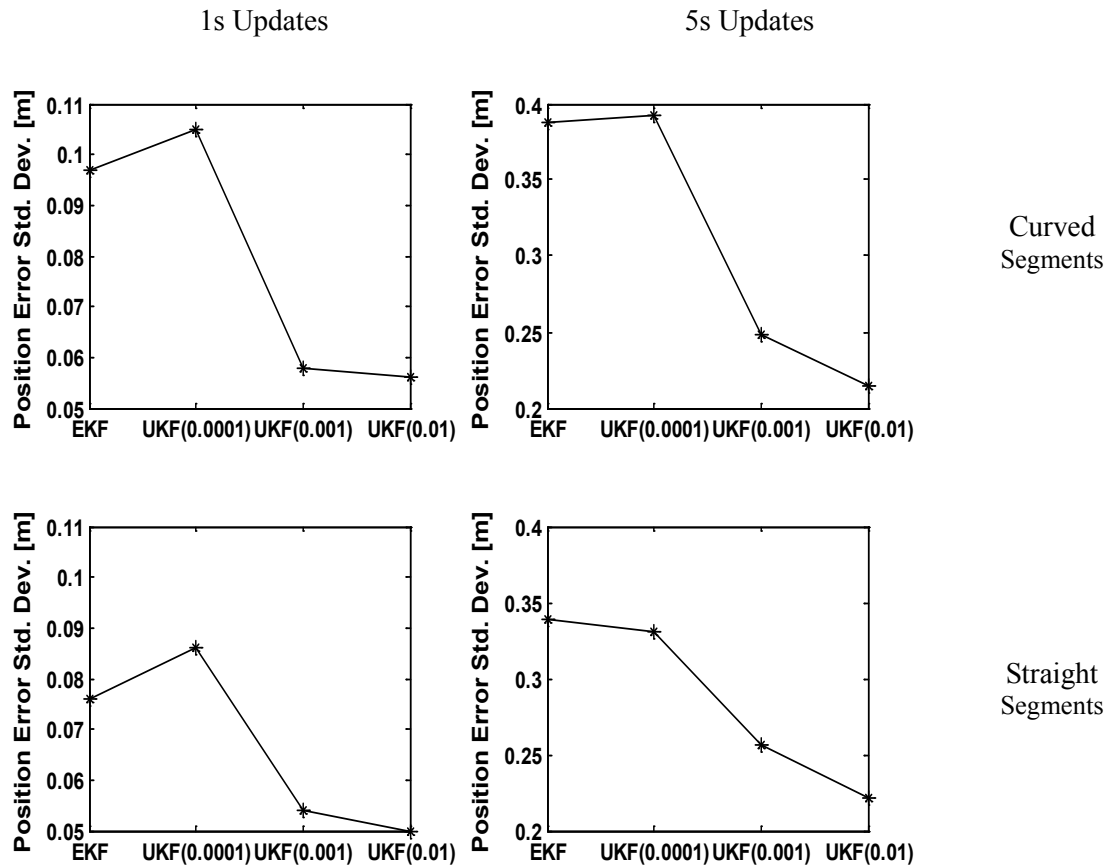 1s Updates
5s Updates
Position Error Std. Dev. [m]
0.11
0.1
0.09
0.08
0.07
0.06
0.05
EKF UKF(0.0001) UKF(0.001) UKF(0.01)
Position Error Std. Dev. [m]
0.4
0.35
0.3
0.25
0.2
EKF UKF(0.0001) UKF(0.001) UKF(0.01)
Curved
Segments
Position Error Std. Dev. [m]
0.11
0.1
0.09
0.08
0.07
0.06
0.05
EKF UKF(0.0001) UKF(0.001) UKF(0.01)
Position Error Std. Dev. [m]
0.4
0.35
0.3
0.25
0.2
EKF UKF(0.0001) UKF(0.001) UKF(0.01)
Straight
Segments